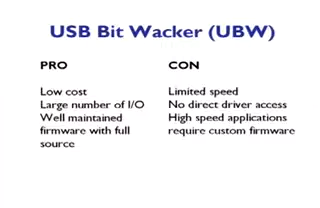 USB Bit Wacker (UBW)
PRO
Low cost
Large number of I/O
Well maintained
firmware with full
source
CON
Limited speed
No direct driver access
High speed applications
require custom firmware